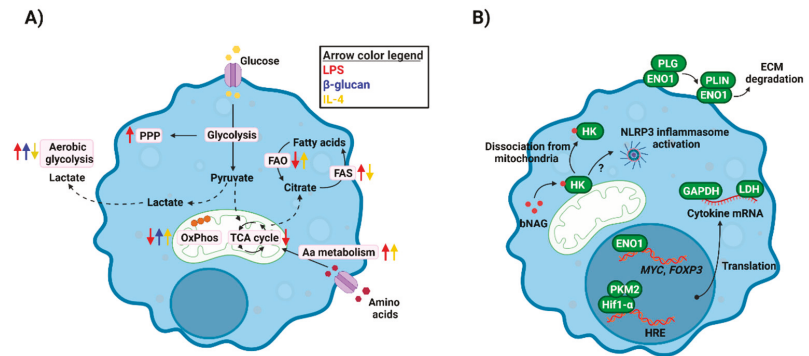 A)
Glucose
Arrow color legend
LPS
β-glucan
IL-4
PPP
Glycolysis
Fatty acids
Aerobic
glycolysis
FAO
FAS
Lactate
Pyruvate
Citrate
Lactate
OxPhos
TCA cycle
Aa metabolism
Amino
acids
B)
PLG
ENO1
PLIN
ENO1
ECM
degradation
HK
NLRP3 inflammasome
activation
Dissociation from
mitochondria
?
HK
bNAG
GAPDH
LDH
Cytokine mRNA
ENO1
MYC, FOXP3
Translation
PKM2
Hif1-α
HRE